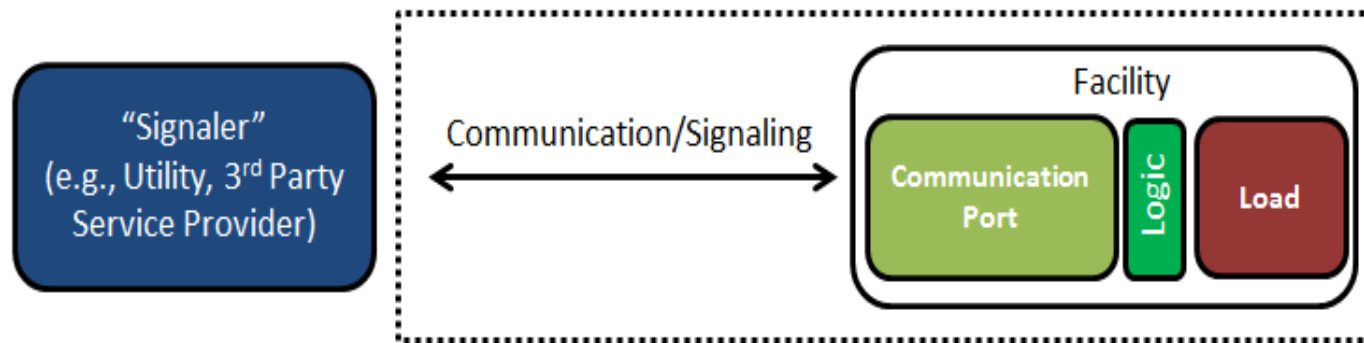 “Signaler”
(e.g., Utility, 3rd Party
Service Provider)
Communication/Signaling
Facility
Communication
Port
Logic
Load